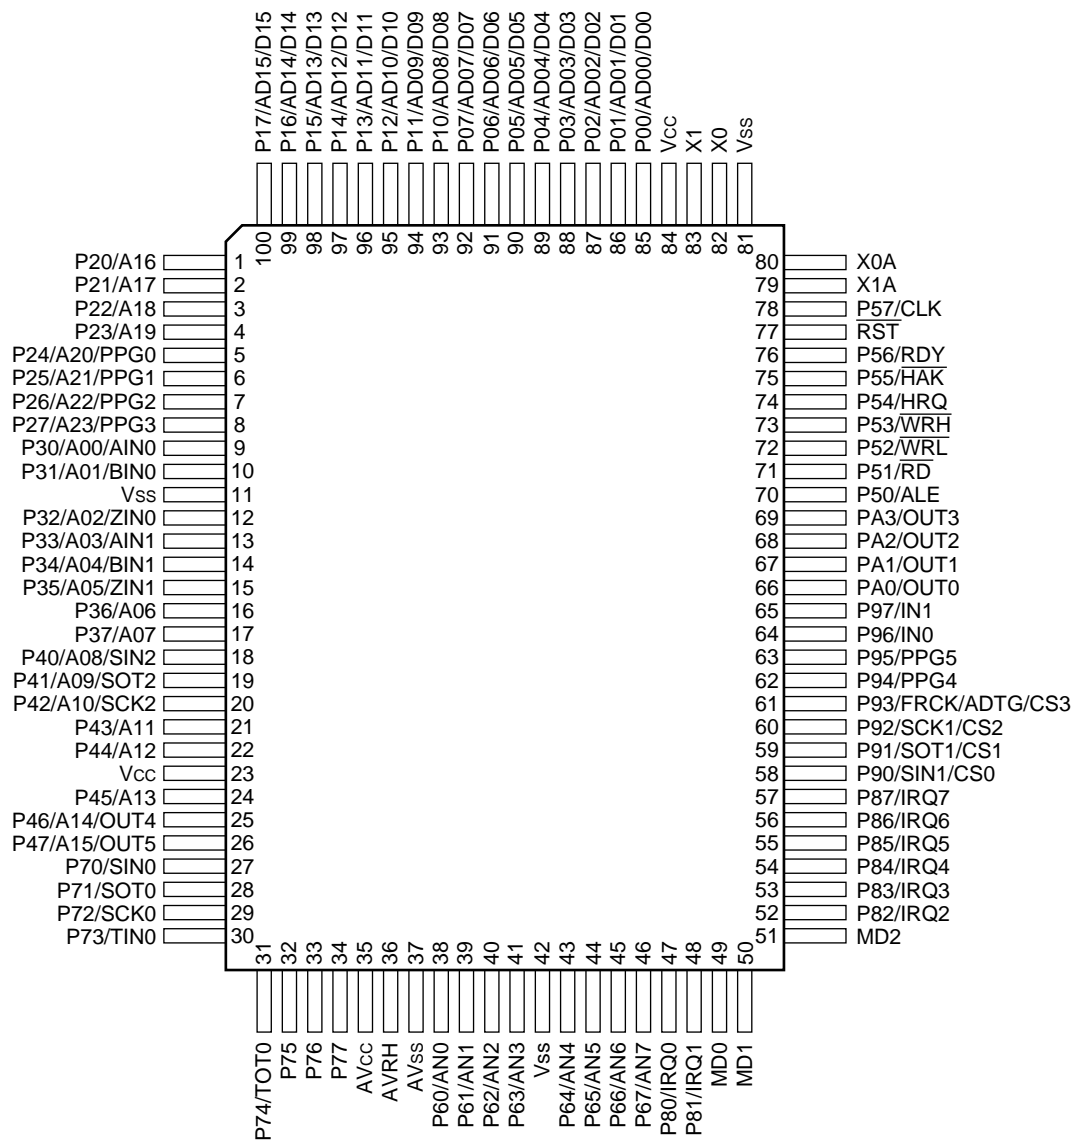 P17/AD15/D15
P16/AD14/D14
P15/AD13/D13
P14/AD12/D12
P13/AD11/D11
P12/AD10/D10
P11/AD09/D09
P10/AD08/D08
P07/AD07/D07
P06/AD06/D06
P05/AD05/D05
P04/AD04/D04
P03/AD03/D03
P02/AD02/D02
P01/AD01/D01
P00/AD00/D00
Vcc
X1
X0
Vss
100
99
98
97
96
95
94
93
92
91
90
89
88
87
86
85
84
83
82
81
P20/A16 1
P21/A17 2
P22/A18 3
P23/A19 4
P24/A20/PPG0 5
P25/A21/PPG1 6
P26/A22/PPG2 7
P27/A23/PPG3 8
P30/A00/AIN0 9
P31/A01/BIN0 10
Vss 11
P32/A02/ZIN0 12
P33/A03/AIN1 13
P34/A04/BIN1 14
P35/A05/ZIN1 15
P36/A06 16
P37/A07 17
P40/A08/SIN2 18
P41/A09/SOT2 19
P42/A10/SCK2 20
P43/A11 21
P44/A12 22
Vcc 23
P45/A13 24
P46/A14/OUT4 25
P47/A15/OUT5 26
P70/SIN0 27
P71/SOT0 28
P72/SCK0 29
P73/TIN0 30
80 X0A
79 X1A
78 P57/CLK
77 RST
76 P56/RDY
75 P55/HAK
74 P54/HRQ
73 P53/WRH
72 P52/WRL
71 P51/RD
70 P50/ALE
69 PA3/OUT3
68 PA2/OUT2
67 PA1/OUT1
66 PA0/OUT0
65 P97/IN1
64 P96/IN0
63 P95/PPG5
62 P94/PPG4
61 P93/FRCK/ADTG/CS3
60 P92/SCK1/CS2
59 P91/SOT1/CS1
58 P90/SIN1/CS0
57 P87/IRQ7
56 P86/IRQ6
55 P85/IRQ5
54 P84/IRQ4
53 P83/IRQ3
52 P82/IRQ2
51 MD2
31
32
33
34
35
36
37
38
39
40
41
42
43
44
45
46
47
48
49
50
P74/TOT0
P75
P76
P77
AVcc
AVRH
AVss
P60/AN0
P61/AN1
P62/AN2
P63/AN3
Vss
P64/AN4
P65/AN5
P66/AN6
P67/AN7
P80/IRQ0
P81/IRQ1
MD0
MD1